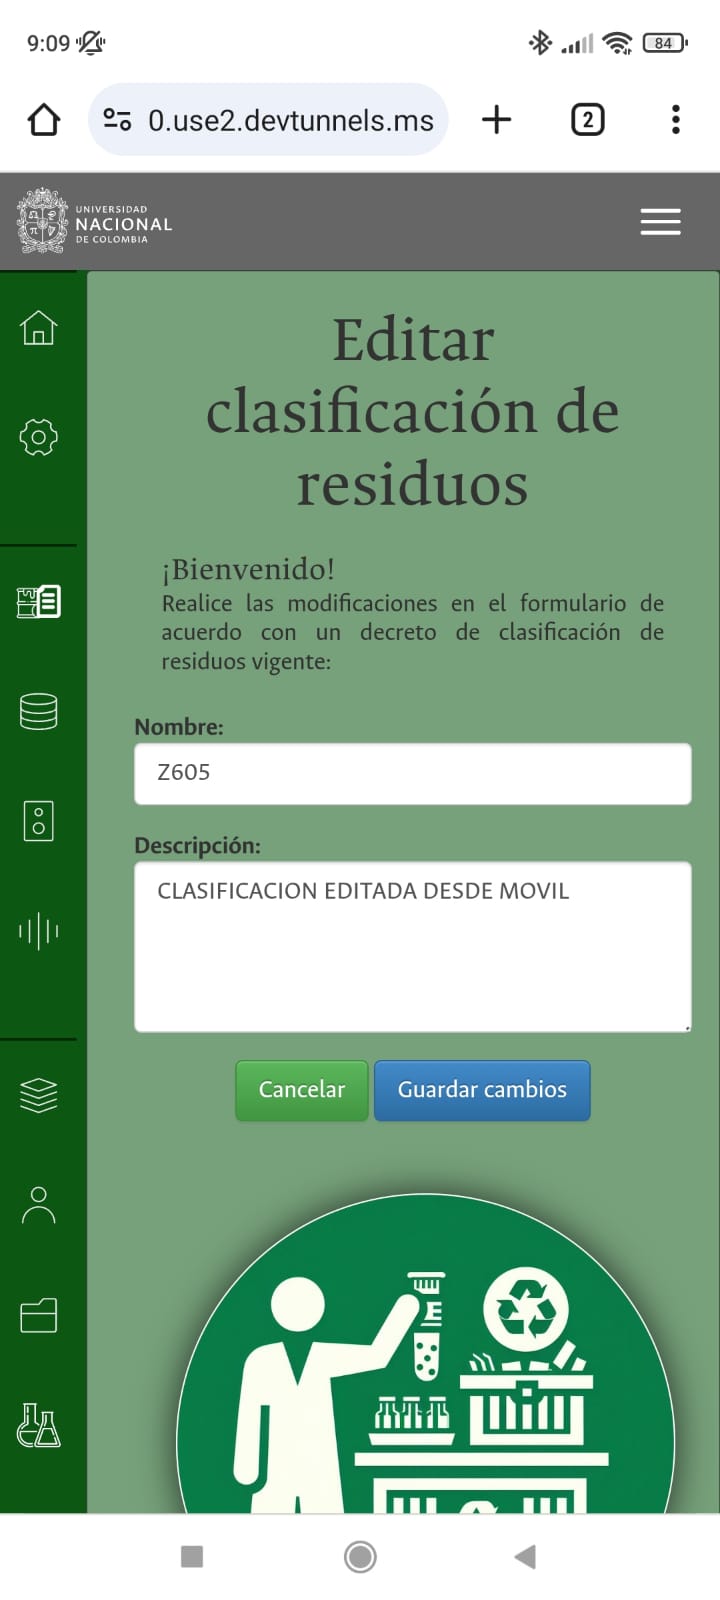 9:09
84
0.use2.devtunnels.ms
2
UNIVERSIDAD
NACIONAL
DE COLOMBIA
Editar
clasificación de
residuos
¡Bienvenido!
Realice las modificaciones en el formulario de
acuerdo con un decreto de clasificación de
residuos vigente:
Nombre:
Z605
Descripción:
CLASIFICACION EDITADA DESDE MOVIL
Cancelar
Guardar cambios